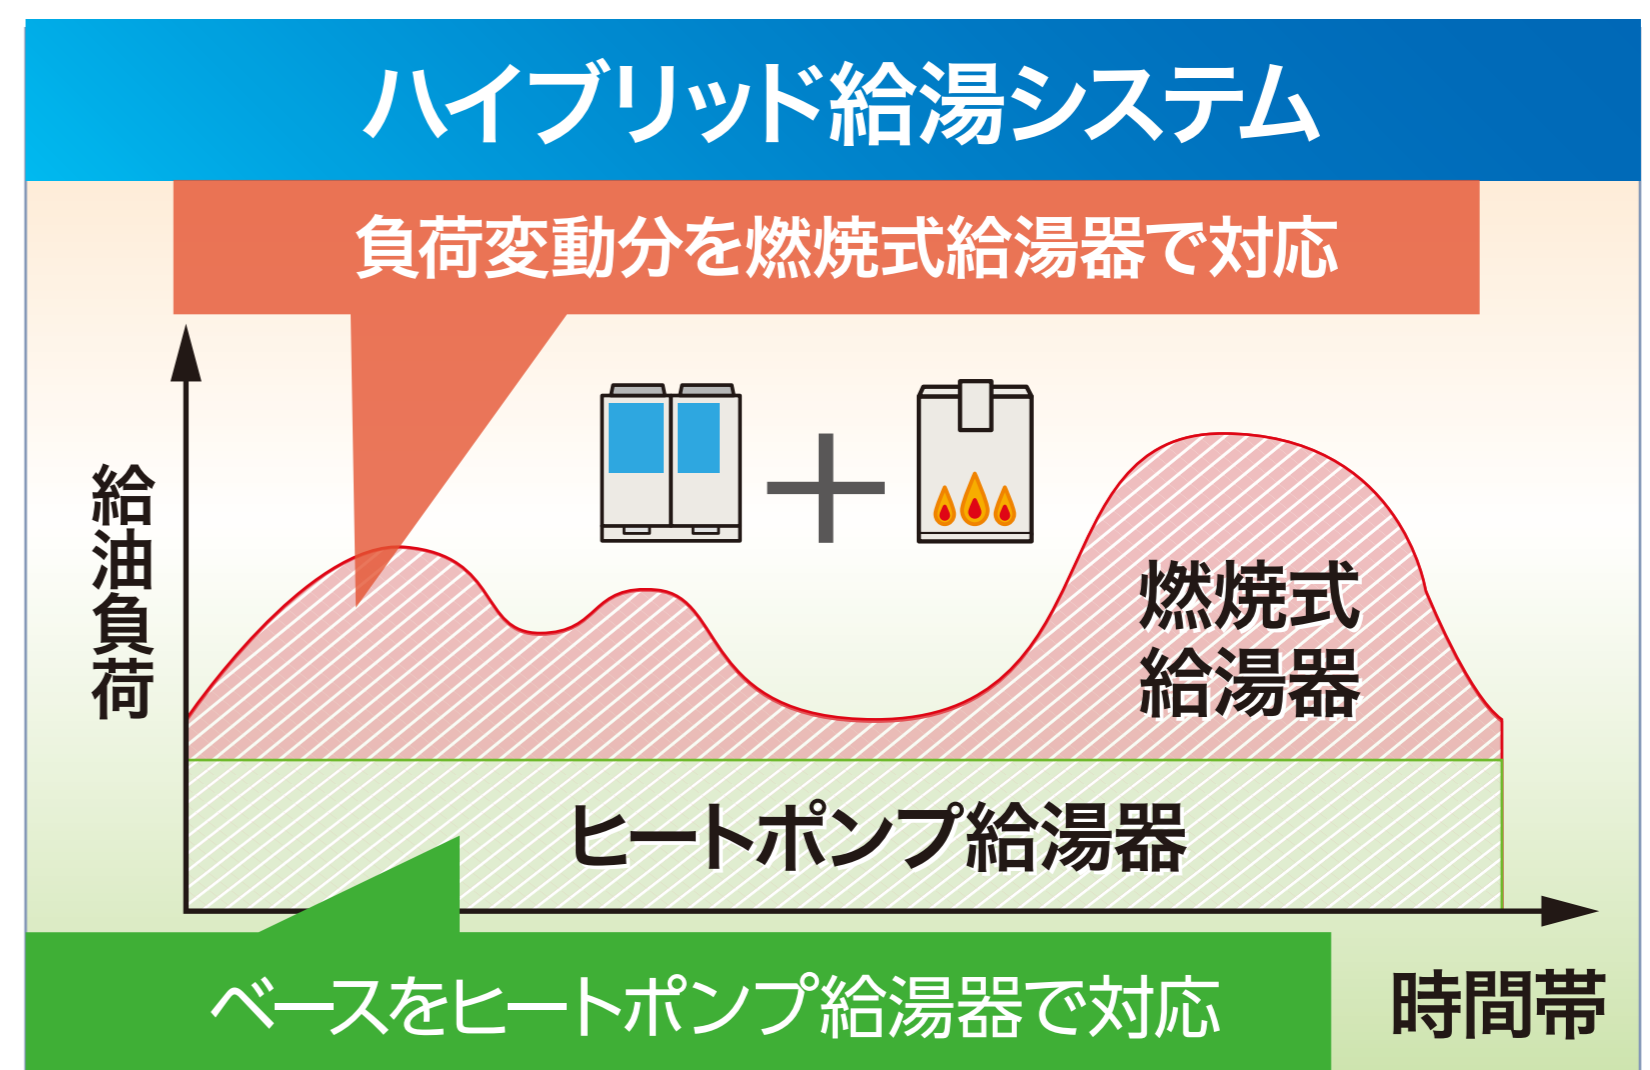 ハイブリッド給湯システム
負荷変動分を燃焼式給湯器で対応
給油負荷
燃焼式
給湯器
ヒートポンプ給湯器
ベースをヒートポンプ給湯器で対応
時間帯